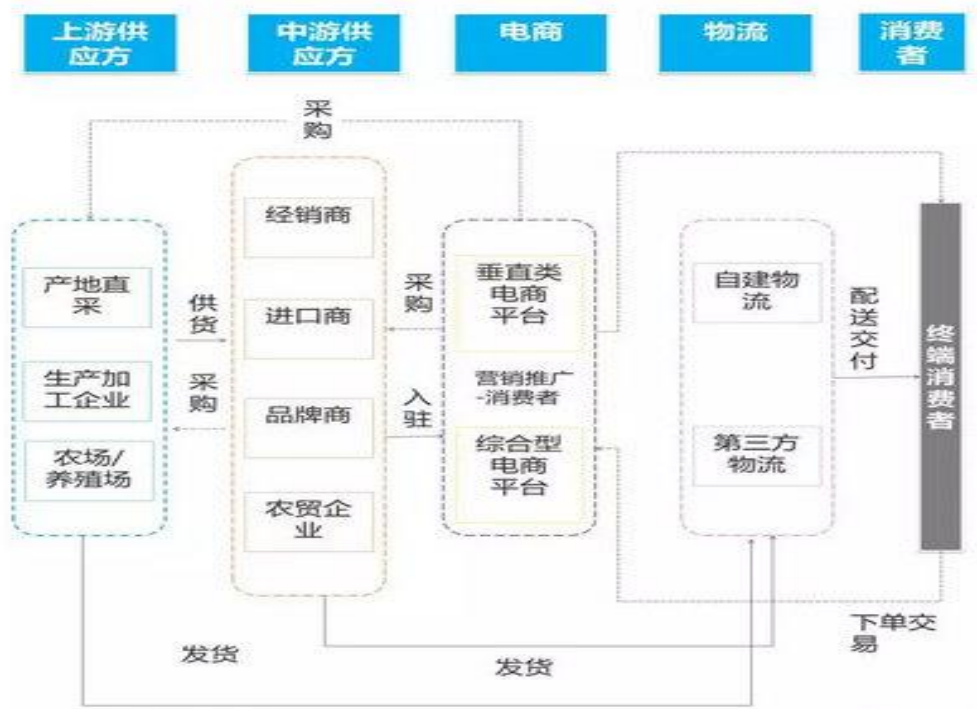 上游供
应方
中游供
应方
电商
物流
消费
者
采
购
产地直
采
生产加
工企业
农场/
养殖场
供
货
采
购
经销商
进口商
品牌商
农贸企
业
采
购
入
驻
垂直类
电商
平台
营销推广
-消费者
综合型
电商
平台
自建物
流
第三方
物流
配
送
交
付
终
端
消
费
者
下单交
易
发货
发货